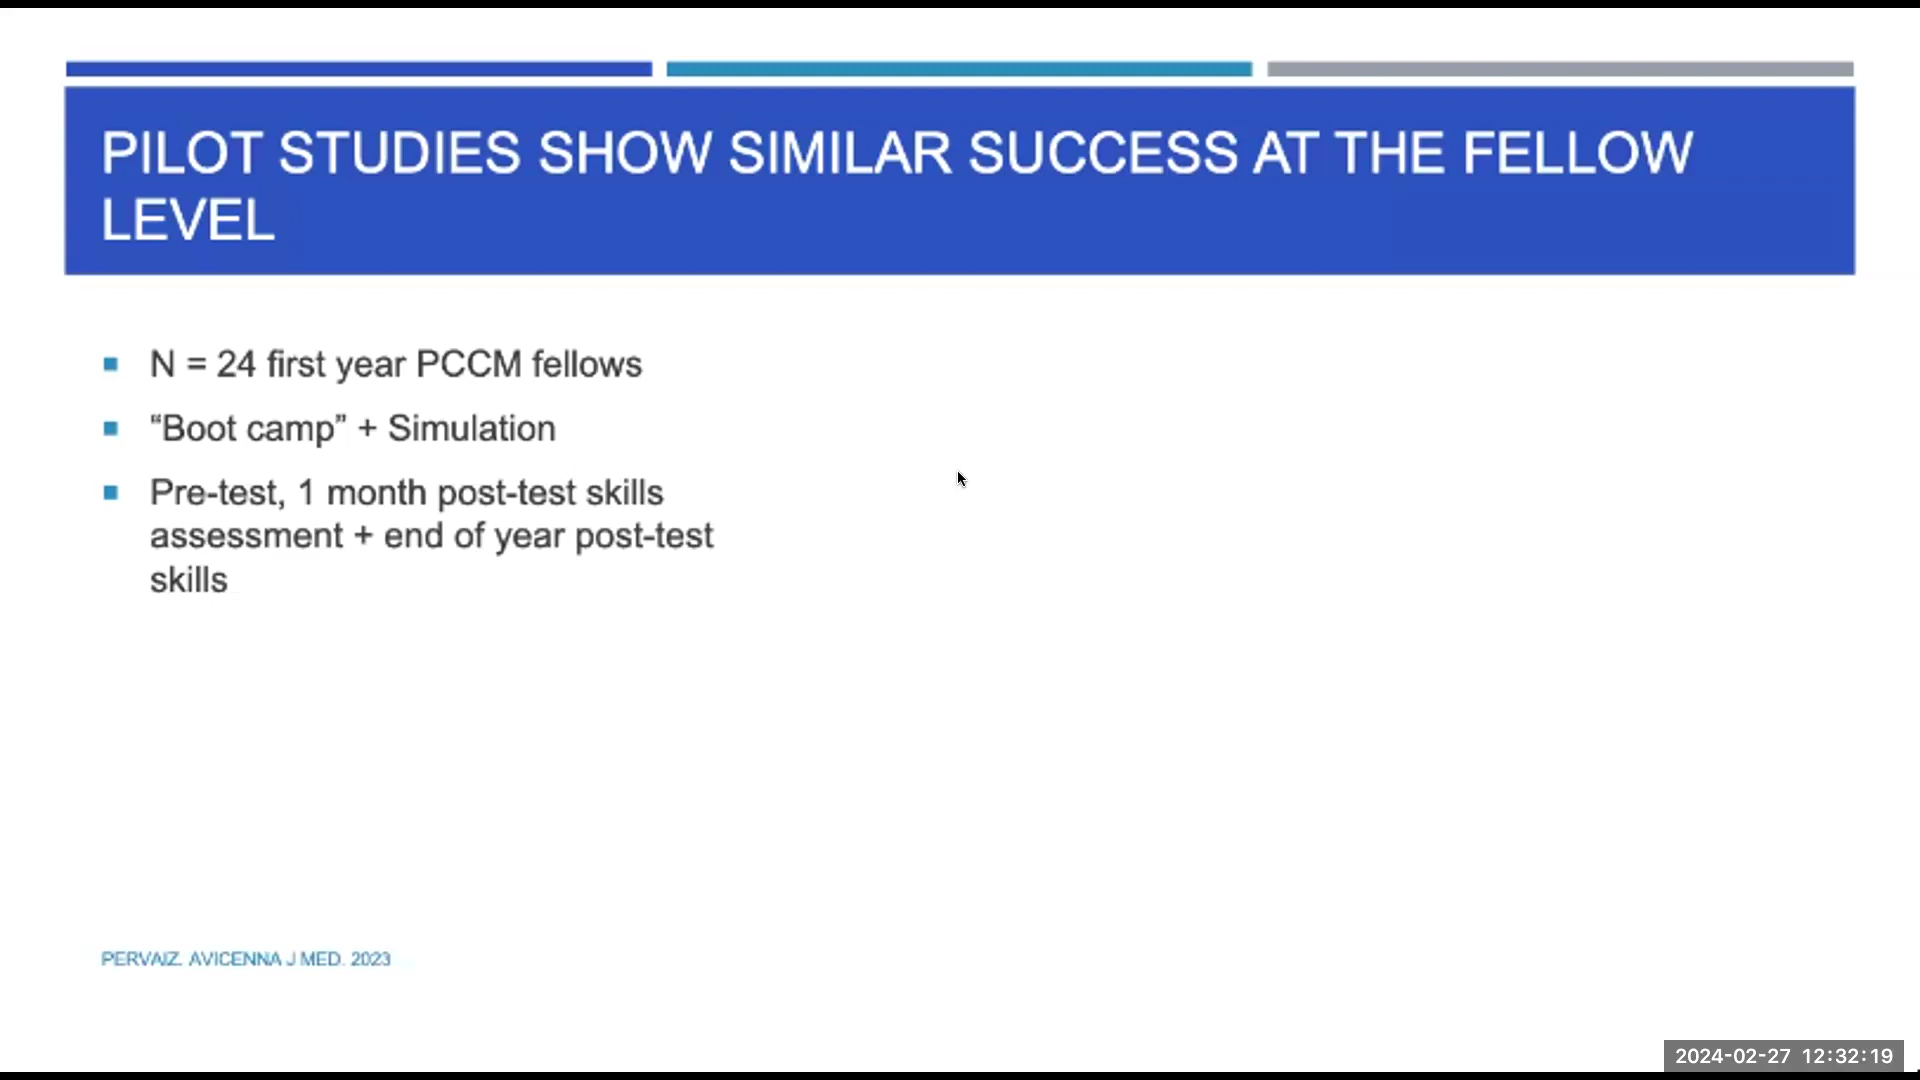 PILOT STUDIES SHOW SIMILAR SUCCESS AT THE FELLOW
LEVEL
N = 24 first year PCCM fellows
“Boot camp” + Simulation
Pre-test, 1 month post-test skills
assessment + end of year post-test
skills
PERVAIZ. AVICENNA J MED. 2023
2024-02-27 12:32:19